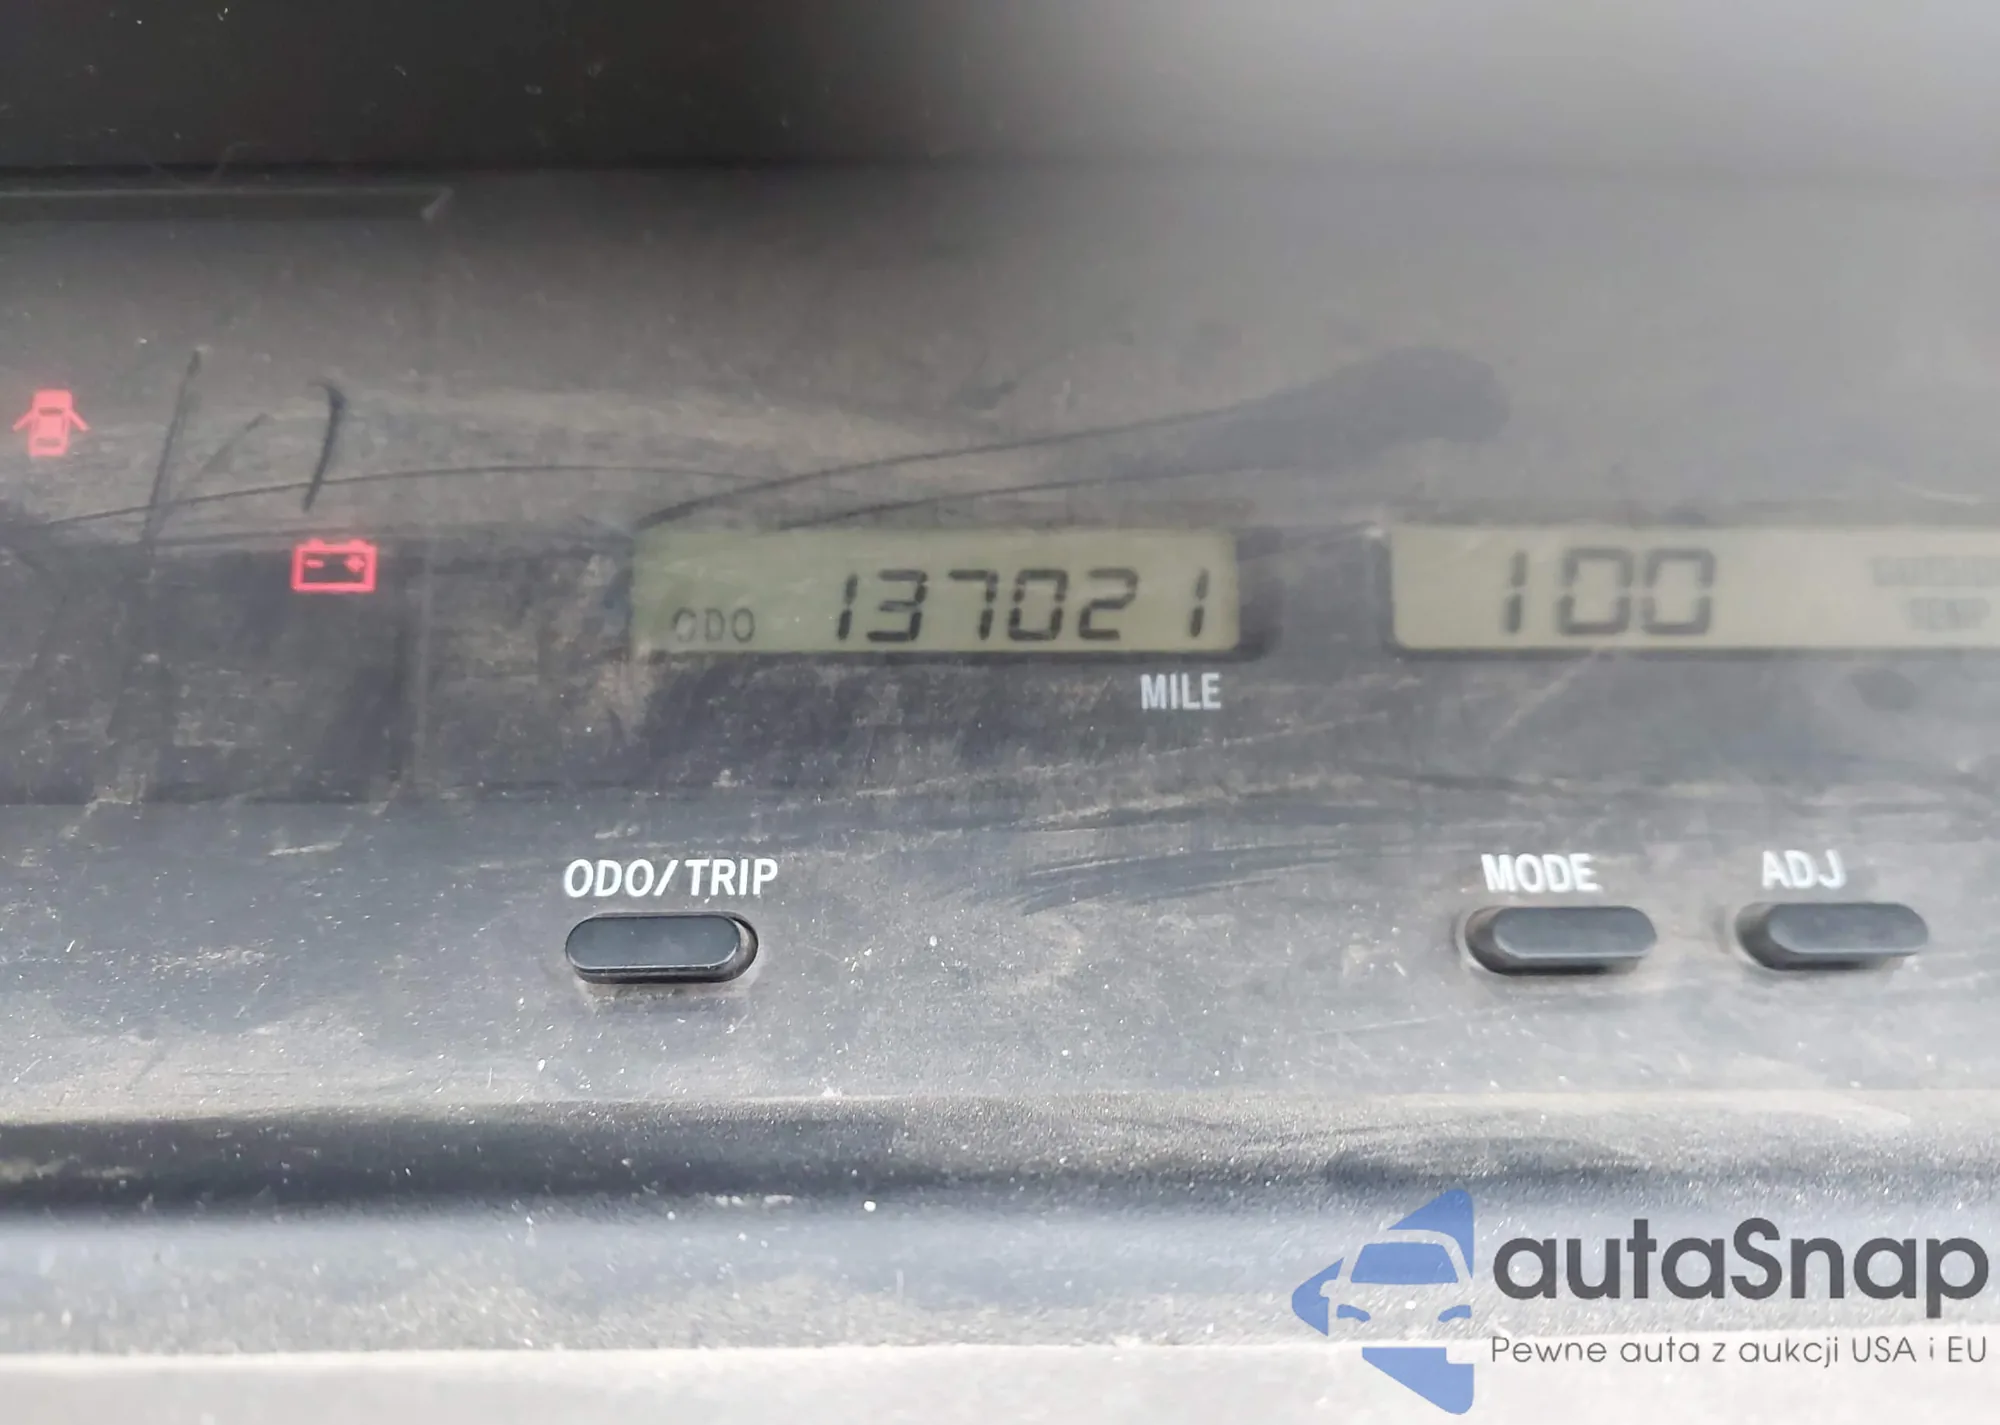 ODO 137021
100
MILE
ODO/TRIP
MODE
ADJ
autaSnap
Pewne auta z aukcji USA i EU